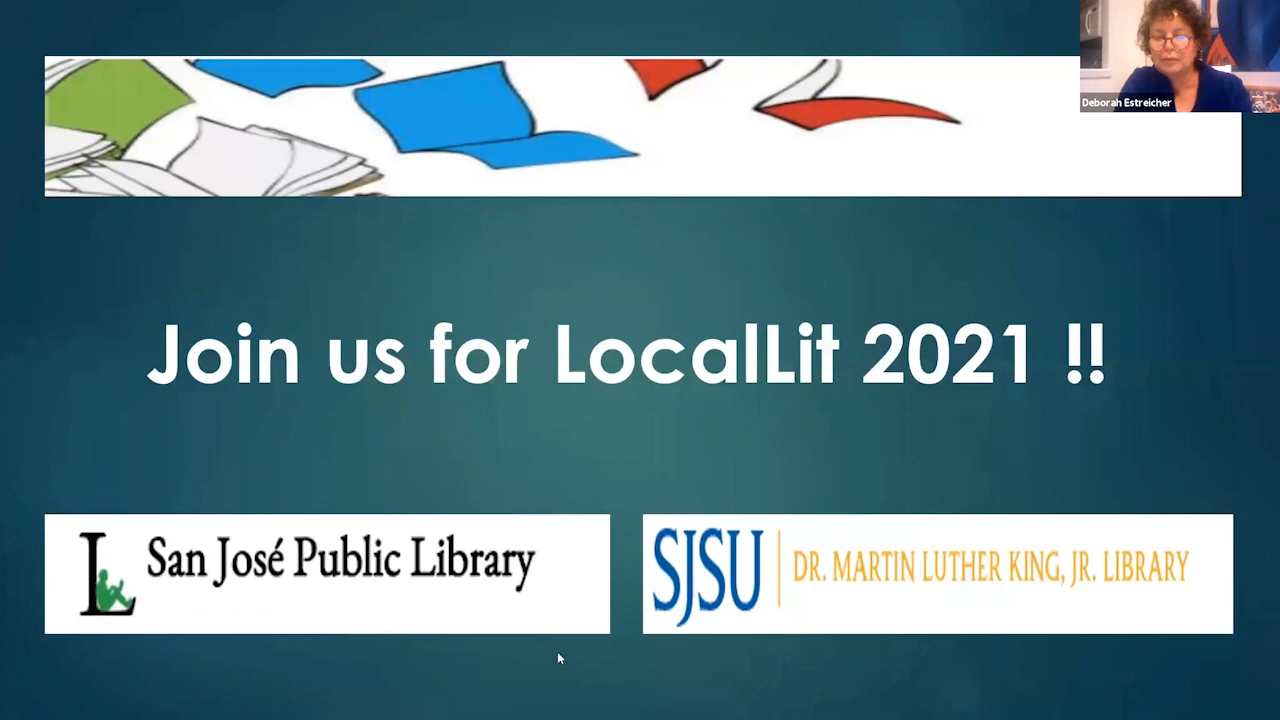 Deborah Estreicher
Join us for LocalLit 2021 !!
San José Public Library
SJSU
DR. MARTIN LUTHER KING, JR. LIBRARY